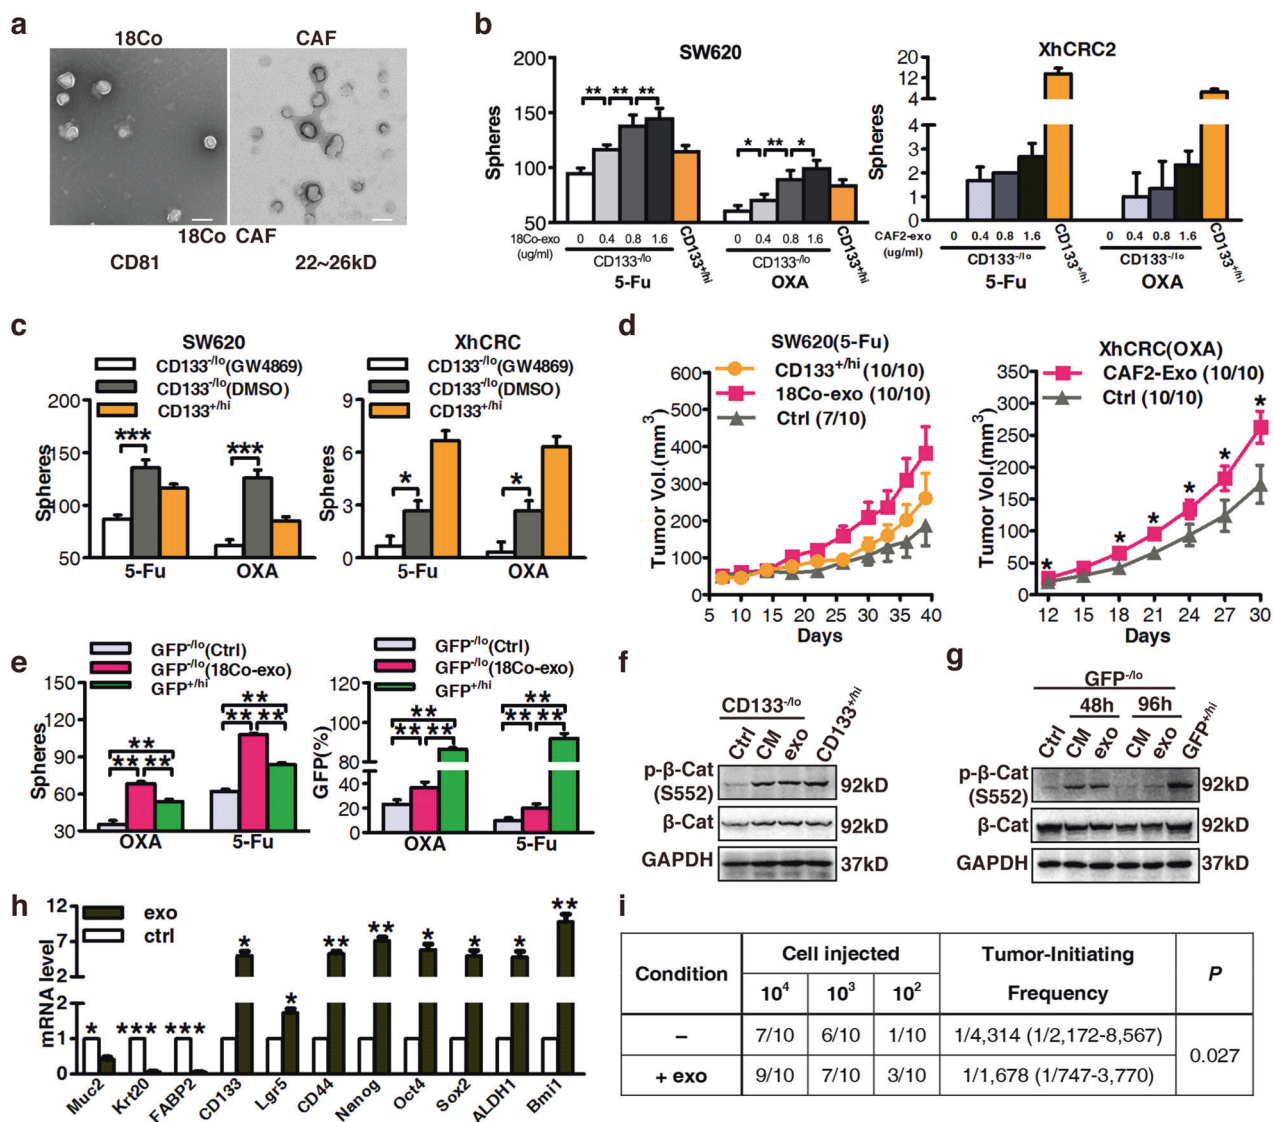 a
18Co CAF
18Co CAF
CD81 22~26kD
b
SW620
Spheres
100
150
200
50
** ** **
* ** *
18Co-exo
(ug/ml)
0 0.4 0.8 1.6
CD133-/lo
CD133+/hi
5-Fu
0 0.4 0.8 1.6
CD133-/lo
CD133+/hi
OXA
XhCRC2
Spheres
20
12
4
4
3
2
1
0
CAF2-exo
(ug/ml)
0 0.4 0.8 1.6
CD133-/lo
CD133+/hi
5-Fu
0 0.4 0.8 1.6
CD133-/lo
CD133+/hi
OXA
c
SW620
CD133-/lo(GW4869)
CD133-/lo(DMSO)
CD133+/hi
Spheres
200
150
100
50
*** ***
5-Fu OXA
XhCRC
CD133-/lo(GW4869)
CD133-/lo(DMSO)
CD133+/hi
Spheres
9
6
3
0
* *
5-Fu OXA
d
SW620(5-Fu)
CD133+/hi (10/10)
18Co-exo (10/10)
Ctrl (7/10)
Tumor Vol.(mm3)
600
500
400
300
200
100
0
5 10 15 20 25 30 35 40
Days
XhCRC(OXA)
CAF2-Exo (10/10)
Ctrl (10/10)
Tumor Vol.(mm3)
350
300
250
200
150
100
50
0
* * * * * *
12 15 18 21 24 27 30
Days
e
GFP-/lo(Ctrl)
GFP-/lo(18Co-exo)
GFP+/hi
Spheres
150
120
90
60
30
**
** **
**
** **
OXA 5-Fu
GFP-/lo(Ctrl)
GFP-/lo(18Co-exo)
GFP+/hi
GFP(%)
120
100
80
60
40
20
0
**
** **
**
** **
OXA 5-Fu
f
CD133-/lo
Ctrl CM exo CD133+/hi
p-β-Cat
(S552)
92kD
β-Cat 92kD
GAPDH 37kD
g
GFP-/lo
48h 96h
Ctrl CM exo CM exo GFP+/hi
p-β-Cat
(S552)
92kD
β-Cat 92kD
GAPDH 37kD
h
exo
ctrl
mRNA level
12
7
2
2
1
0
* *** *** * * ** ** * * * **
Muc2 Krt20 FABP2 CD133 Lgr5 CD44 Nanog Oct4 Sox2 ALDH1 Bmi1
i
Condition Cell injected Tumor-Initiating Frequency P
10^4 10^3 10^2
– 7/10 6/10 1/10 1/4,314 (1/2,172-8,567) 0.027
+ exo 9/10 7/10 3/10 1/1,678 (1/747-3,770)